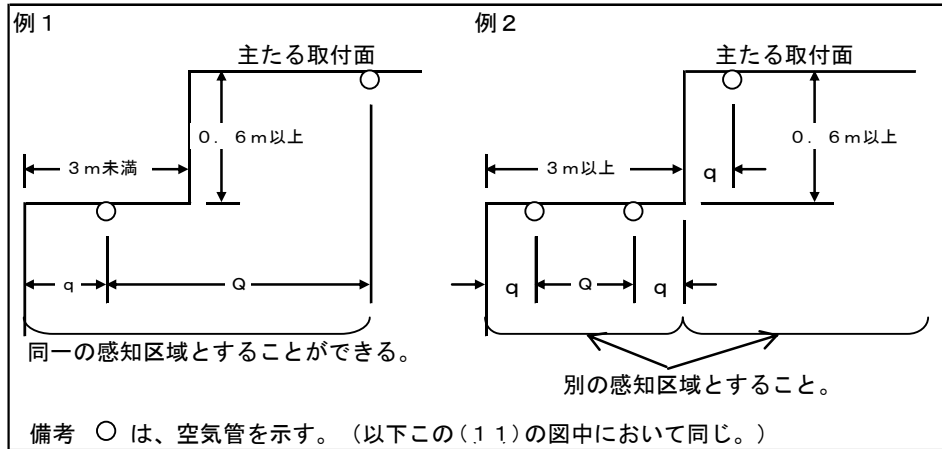 例１
例２
主たる取付面
主たる取付面
０．６ｍ以上
０．６ｍ以上
３ｍ未満
３ｍ以上
ｑ
ｑ
Ｑ
ｑ
Ｑ
ｑ
同一の感知区域とすることができる。
別の感知区域とすること。
備考 ○ は、空気管を示す。（以下この（１１）の図中において同じ。）